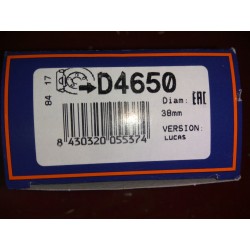 84 17
D4650
Diam: EAC
38mm
VERSION:
LUCAS
8 430320 055374